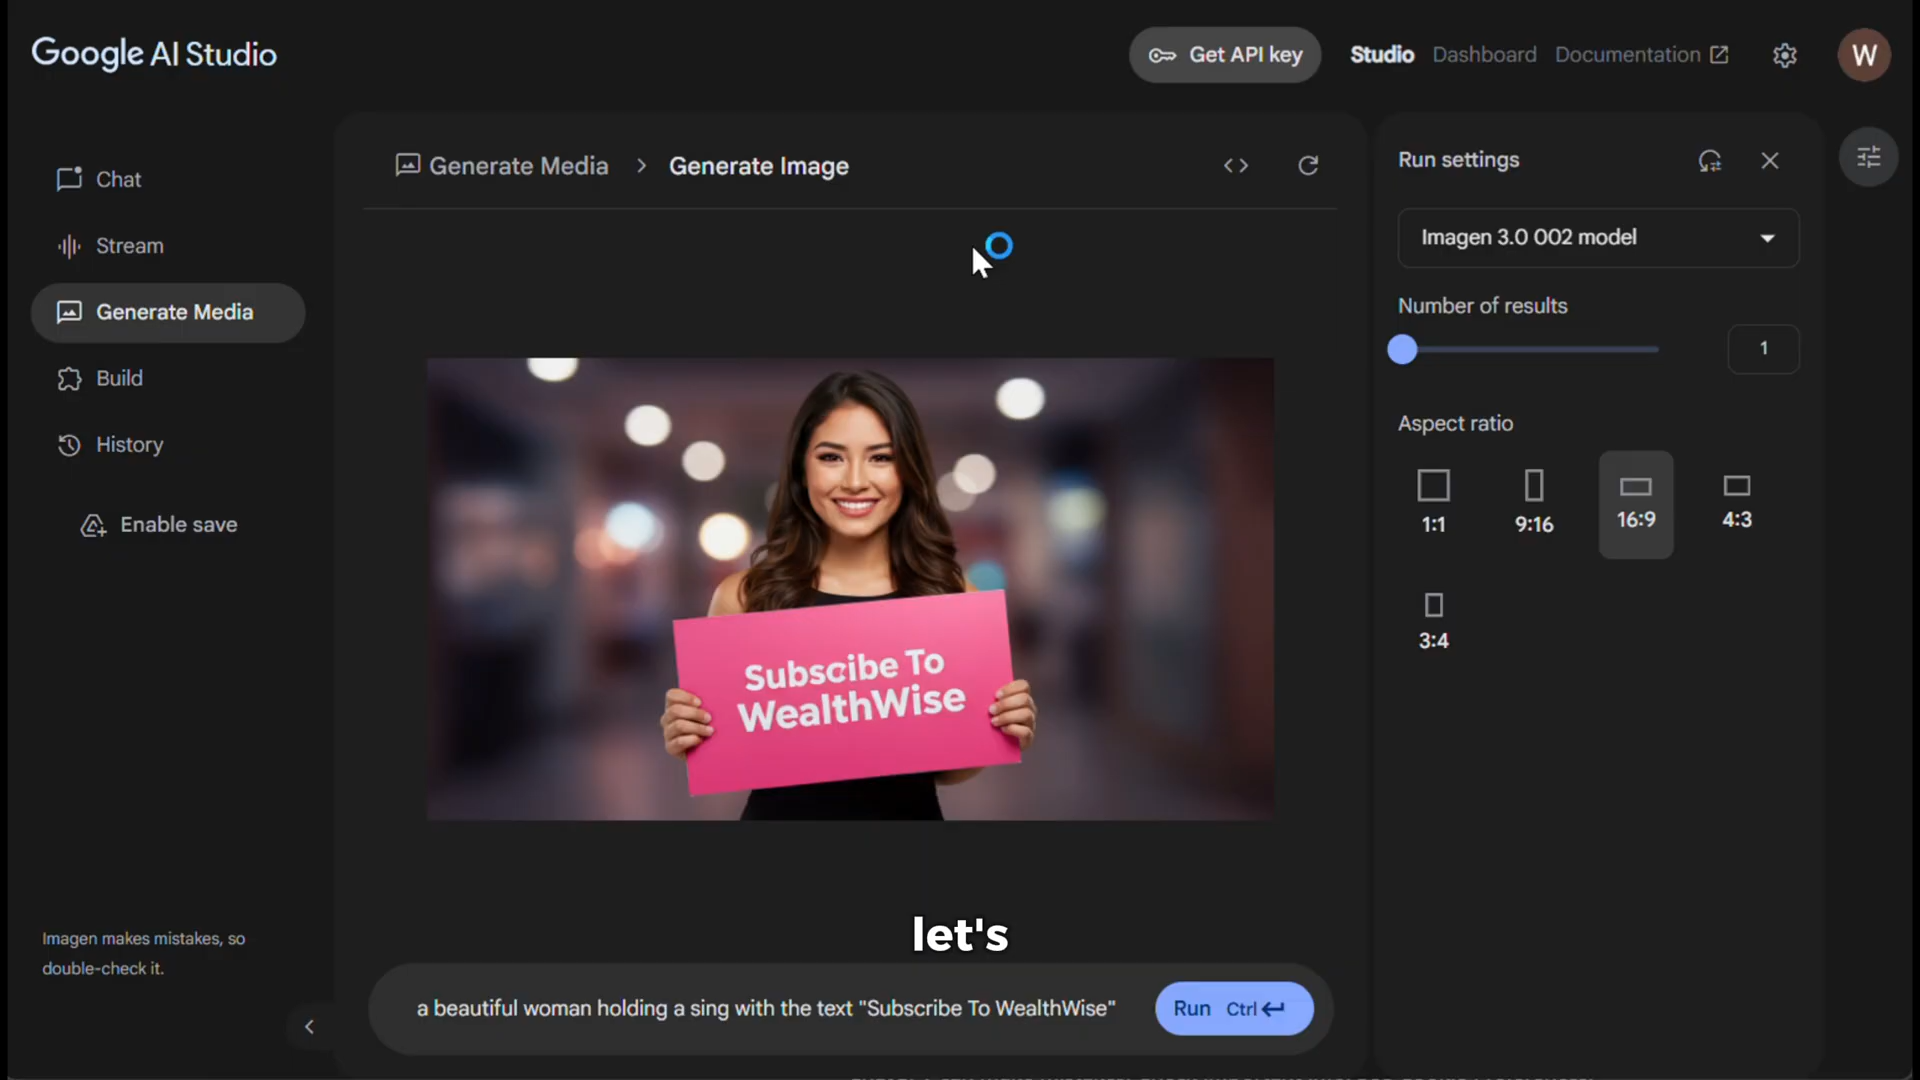 Google AI Studio
Get API key
Studio
Dashboard
Documentation
W
Chat
Stream
Generate Media
Build
History
Enable save
Imagen makes mistakes, so
double-check it.
Generate Media
Generate Image
Subscibe To
WealthWise
let's
a beautiful woman holding a sing with the text "Subscribe To WealthWise"
Run Ctrl
Run settings
Imagen 3.0 002 model
Number of results
1
Aspect ratio
1:1
9:16
16:9
4:3
3:4